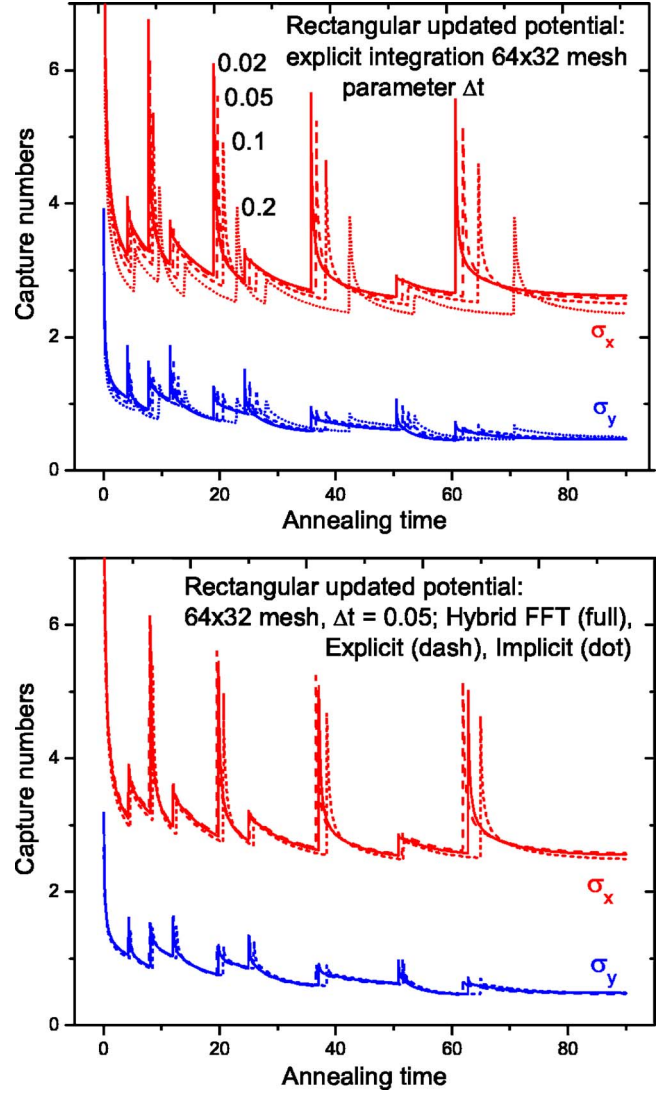 Rectangular updated potential:
explicit integration 64x32 mesh
parameter Δt
0.02
0.05
0.1
0.2
6
4
2
0
Capture numbers
σx
σy
0 20 40 60 80
Annealing time
Rectangular updated potential:
64x32 mesh, Δt = 0.05; Hybrid FFT (full),
Explicit (dash), Implicit (dot)
6
4
2
0
Capture numbers
σx
σy
0 20 40 60 80
Annealing time